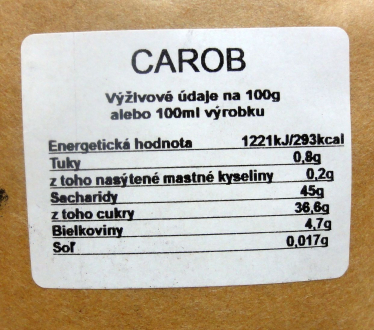 CAROB
Výživové údaje na 100g
alebo 100ml výrobku
Energetická hodnota 1221kJ/293kcal
Tuky 0,8g
z toho nasýtené mastné kyseliny 0,2g
Sacharidy 45g
z toho cukry 36,6g
Bielkoviny 4,7g
Soľ 0,017g